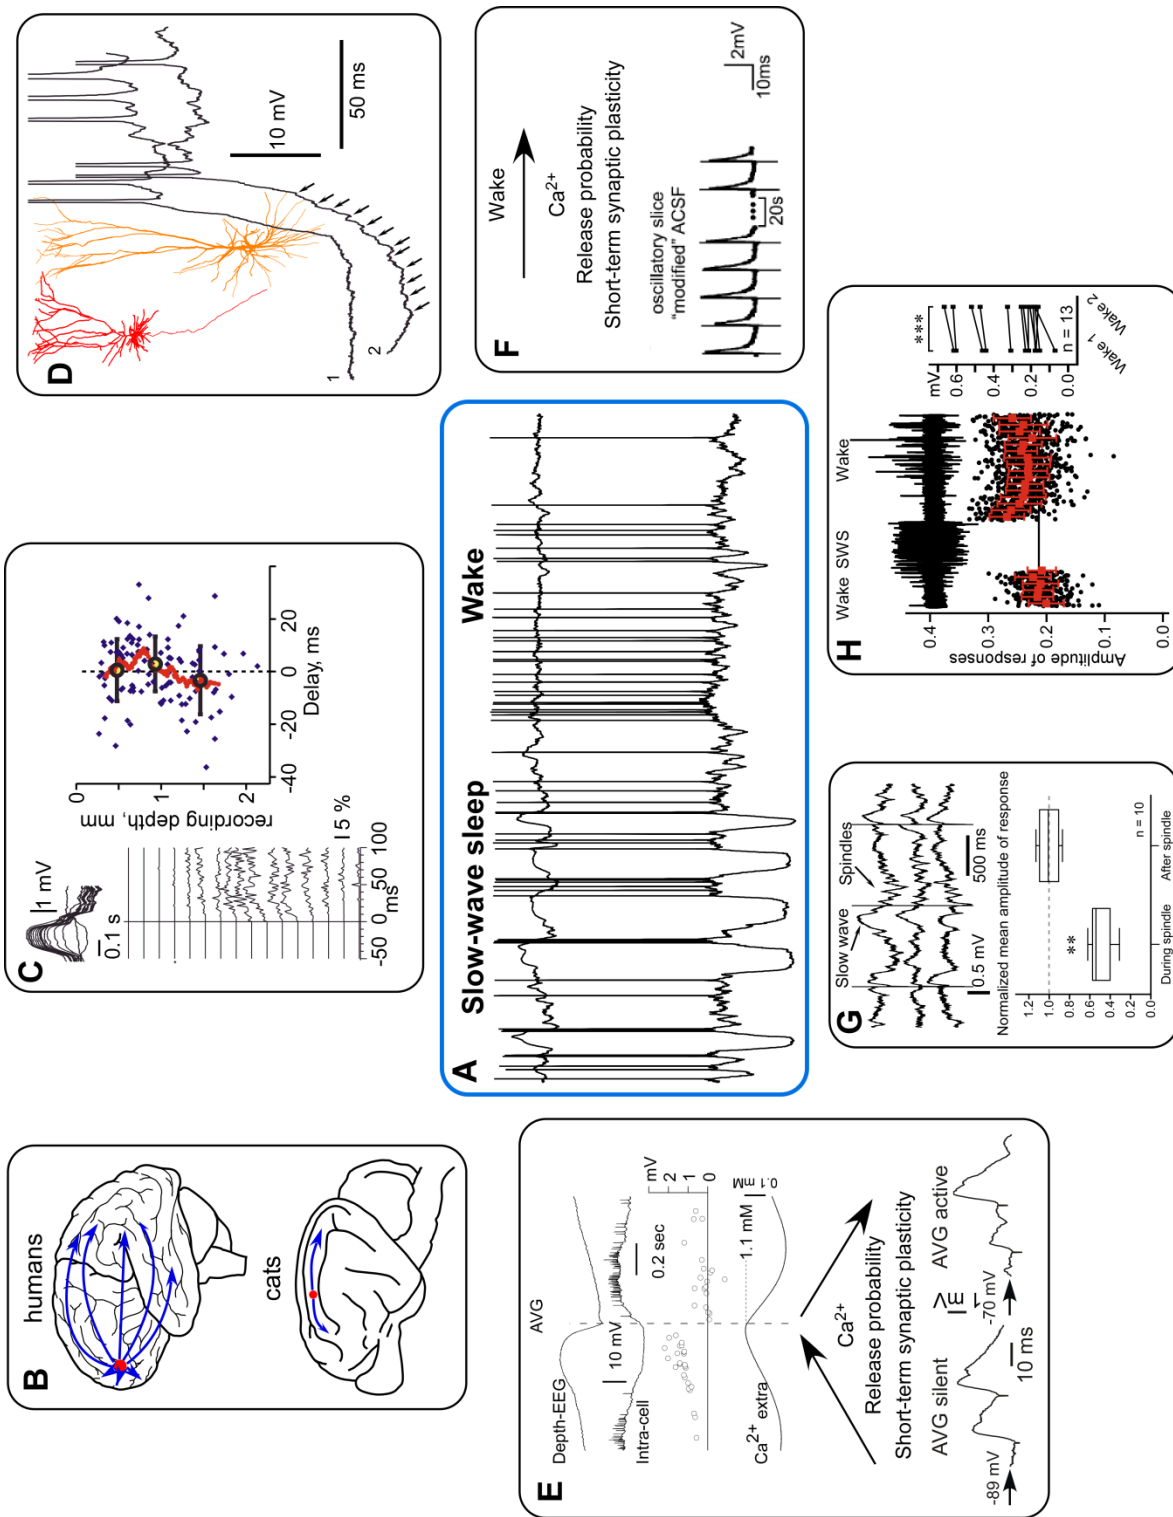 B
humans
cats
C
1 mV
0.1 s
-50
0
50
100
ms
5 %
recording depth, mm
0
1
2
-40
-20
0
20
Delay, ms
D
1
2
10 mV
50 ms
A
Slow-wave sleep
Wake
E
Depth-EEG
AVG
Intra-cell
10 mV
0.2 sec
mV
2
1
0
Ca2+ extra
1.1 mM
0.1 mM
Ca2+
Release probability
Short-term synaptic plasticity
AVG silent
AVG active
-89 mV
-70 mV
1 mV
10 ms
F
Wake
Ca2+
Release probability
Short-term synaptic plasticity
oscillatory slice
"modified" ACSF
20s
2mV
10ms
G
Slow wave
Spindles
0.5 mV
500 ms
Normalized mean amplitude of response
1.2
1.0
0.8
0.6
0.4
0.2
0.0
**
n = 10
During spindle
After spindle
H
Wake SWS
Wake
Amplitude of responses
0.4
0.3
0.2
0.1
0.0
mV
0.6
0.4
0.2
0.0
***
n = 13
Wake 1
Wake 2